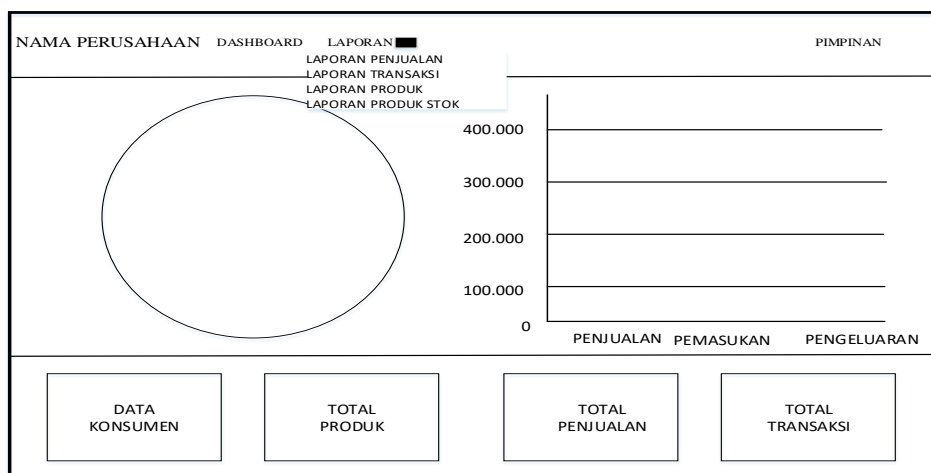 NAMA PERUSAHAAN DASHBOARD LAPORAN PIMPINAN
LAPORAN PENJUALAN
LAPORAN TRANSAKSI
LAPORAN PRODUK
LAPORAN PRODUK STOK
400.000
300.000
200.000
100.000
0
PENJUALAN PEMASUKAN PENGELUARAN
DATA
KONSUMEN
TOTAL
PRODUK
TOTAL
PENJUALAN
TOTAL
TRANSAKSI